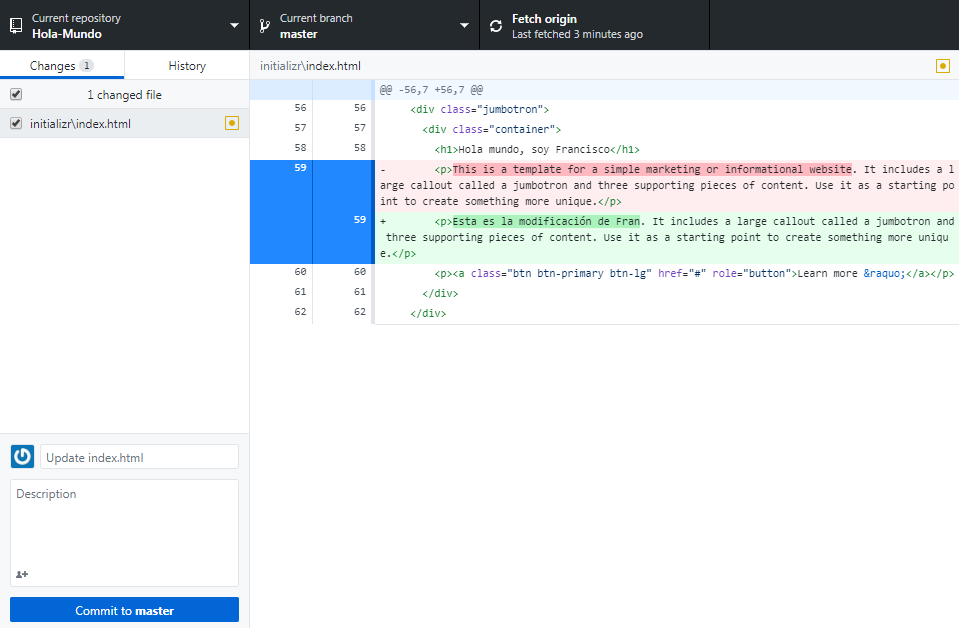 Current repository
Hola-Mundo
Current branch
master
Fetch origin
Last fetched 3 minutes ago
Changes 1
History
1 changed file
initializr\index.html
initializr\index.html
@@ -56,7 +56,7 @@
56 56 <div class="jumbotron">
57 57 <div class="container">
58 58 <h1>Hola mundo, soy Francisco</h1>
59 - <p>This is a template for a simple marketing or informational website. It includes a l
arge callout called a jumbotron and three supporting pieces of content. Use it as a starting po
int to create something more unique.</p>
59 + <p>Esta es la modificación de Fran. It includes a large callout called a jumbotron and
three supporting pieces of content. Use it as a starting point to create something more uniqu
e.</p>
60 60 <p><a class="btn btn-primary btn-lg" href="#" role="button">Learn more &raquo;</a></p>
61 61 </div>
62 62 </div>
Update index.html
Description
Commit to master